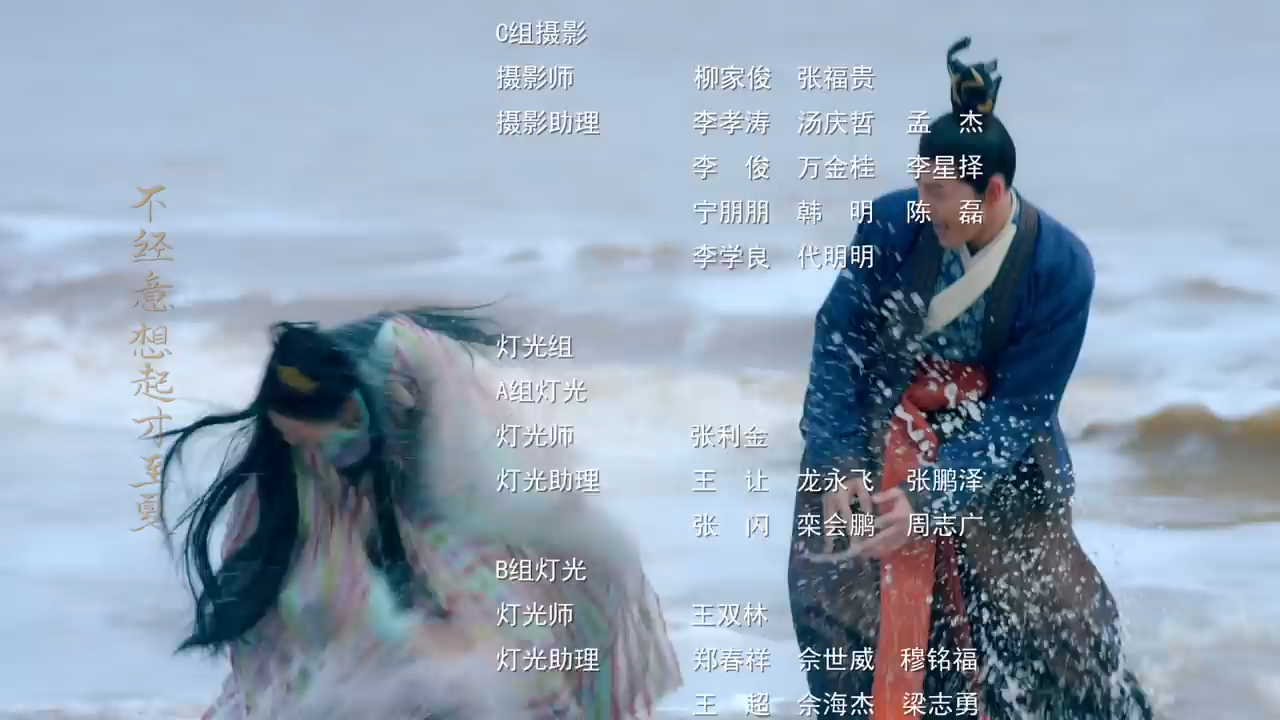 C组摄影
摄影师 柳家俊 张福贵
摄影助理 李孝涛 汤庆哲 孟 杰
李 俊 万金桂 李星择
宁朋朋 韩 明 陈 磊
李学良 代明明
灯光组
A组灯光
灯光师 张利金
灯光助理 王 让 龙永飞 张鹏泽
张 闪 栾会鹏 周志广
B组灯光
灯光师 王双林
灯光助理 郑春祥 佘世威 穆铭福
王 超 余海杰 梁志勇
不经意想起才至夏